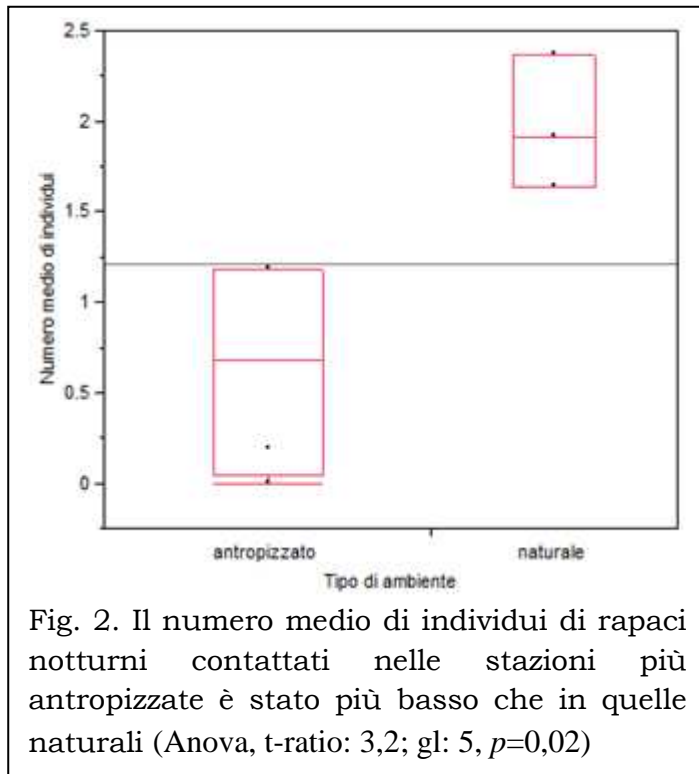 2.5
2
1.5
1
0.5
0
Numero medio di individui
antropizzato naturale
Tipo di ambiente
Fig. 2. Il numero medio di individui di rapaci
notturni contattati nelle stazioni più
antropizzate è stato più basso che in quelle
naturali (Anova, t-ratio: 3,2; gl: 5, p=0,02)